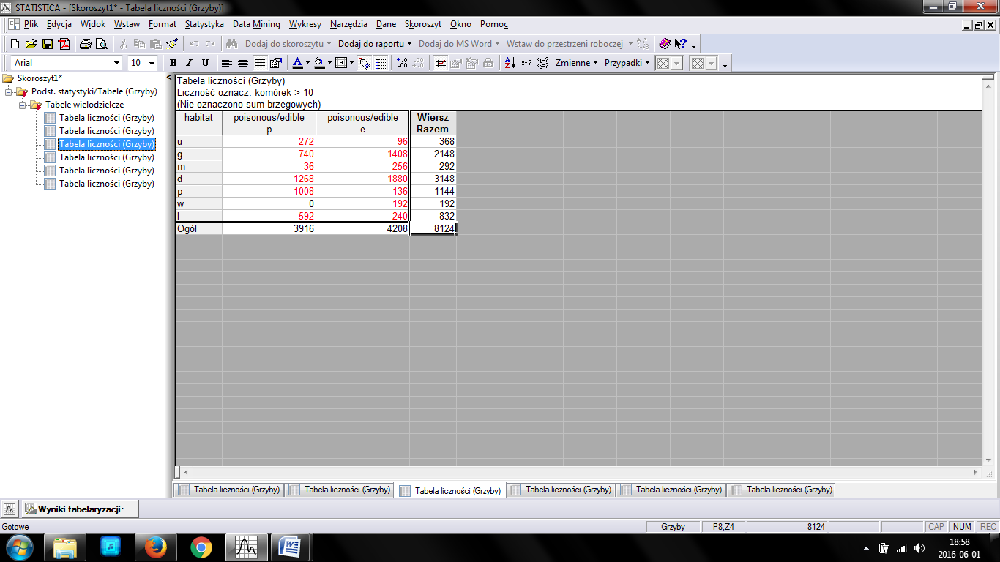 STATISTICA - [Skoroszyt1* - Tabela liczności (Grzyby)]
Plik Edycja Widok Wstaw Format Statystyka Data Mining Wykresy Narzędzia Dane Skoroszyt Okno Pomoc
Dodaj do skoroszytu Dodaj do raportu Dodaj do MS Word Wstaw do przestrzeni roboczej
Arial 10 B I U Zmienne Przypadki
Skoroszyt1*
Podst. statystyki/Tabele (Grzyby)
Tabele wielodzielcze
Tabela liczności (Grzyby)
Tabela liczności (Grzyby)
Tabela liczności (Grzyby)
Tabela liczności (Grzyby)
Tabela liczności (Grzyby)
Tabela liczności (Grzyby)
Tabela liczności (Grzyby)
Liczność oznacz. komórek > 10
(Nie oznaczono sum brzegowych)
habitat poisonous/edible poisonous/edible Wiersz
p e Razem
u 272 96 368
g 740 1408 2148
m 36 256 292
d 1268 1880 3148
p 1008 136 1144
w 0 192 192
l 592 240 832
Ogół 3916 4208 8124
Tabela liczności (Grzyby) Tabela liczności (Grzyby) Tabela liczności (Grzyby) Tabela liczności (Grzyby) Tabela liczności (Grzyby) Tabela liczności (Grzyby)
Wyniki tabelaryzacji: ...
Gotowe Grzyby P8,Z4 8124 CAP NUM REC
18:58
2016-06-01